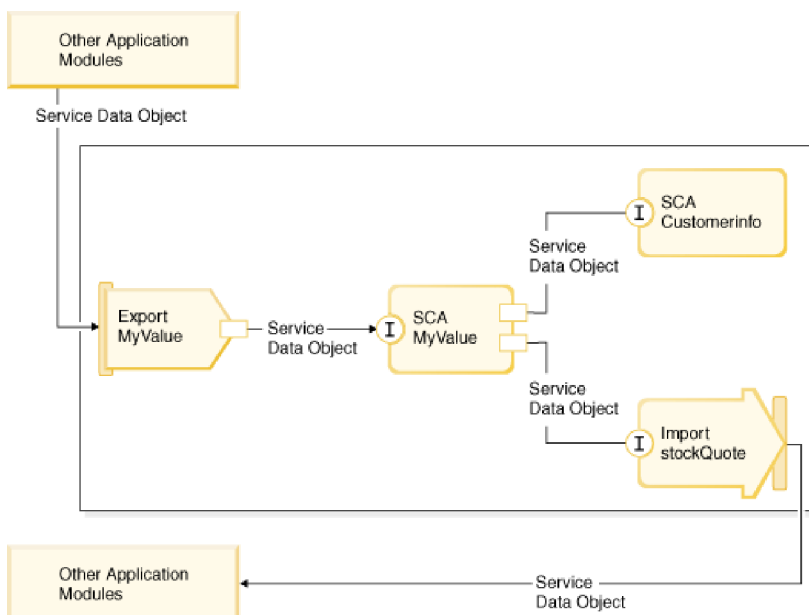 Other Application
Modules
Service Data Object
SCA
Customerinfo
Service
Data Object
Export
MyValue
Service
Data Object
SCA
MyValue
Service
Data Object
Import
stockQuote
Other Application
Modules
Service
Data Object